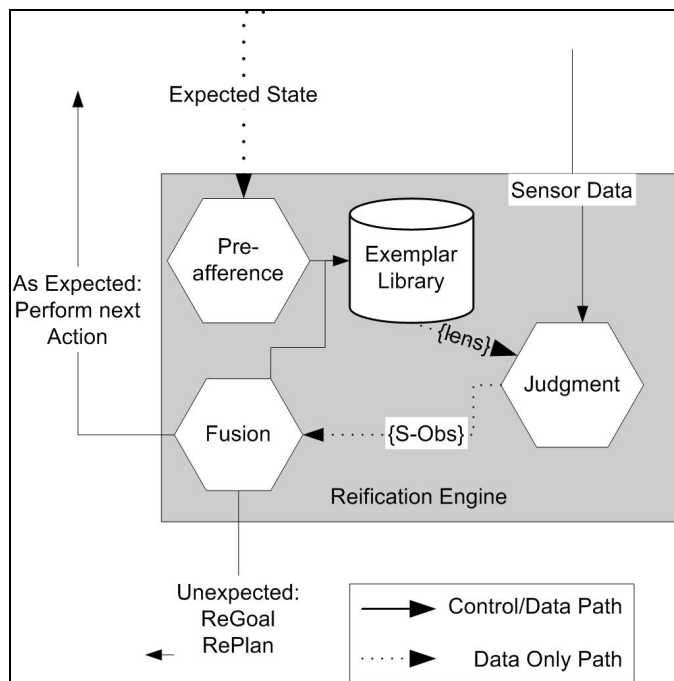 Expected State
Sensor Data
Pre-
afference
Exemplar
Library
As Expected:
Perform next
Action
{lens}
Judgment
Fusion
{S-Obs}
Reification Engine
Unexpected:
ReGoal
RePlan
Control/Data Path
Data Only Path